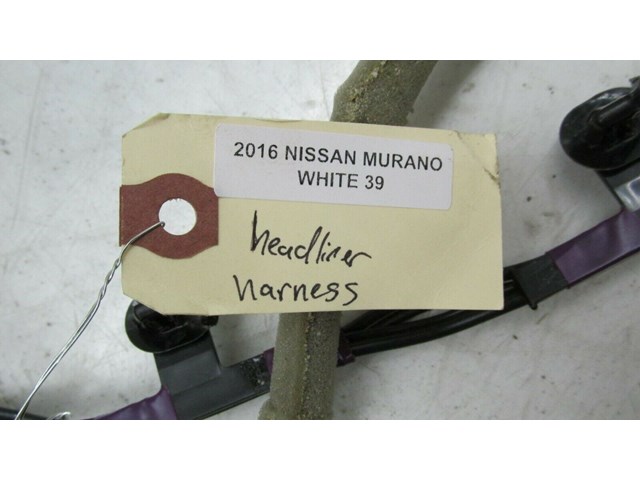 2016 NISSAN MURANO
WHITE 39
headliner
harness